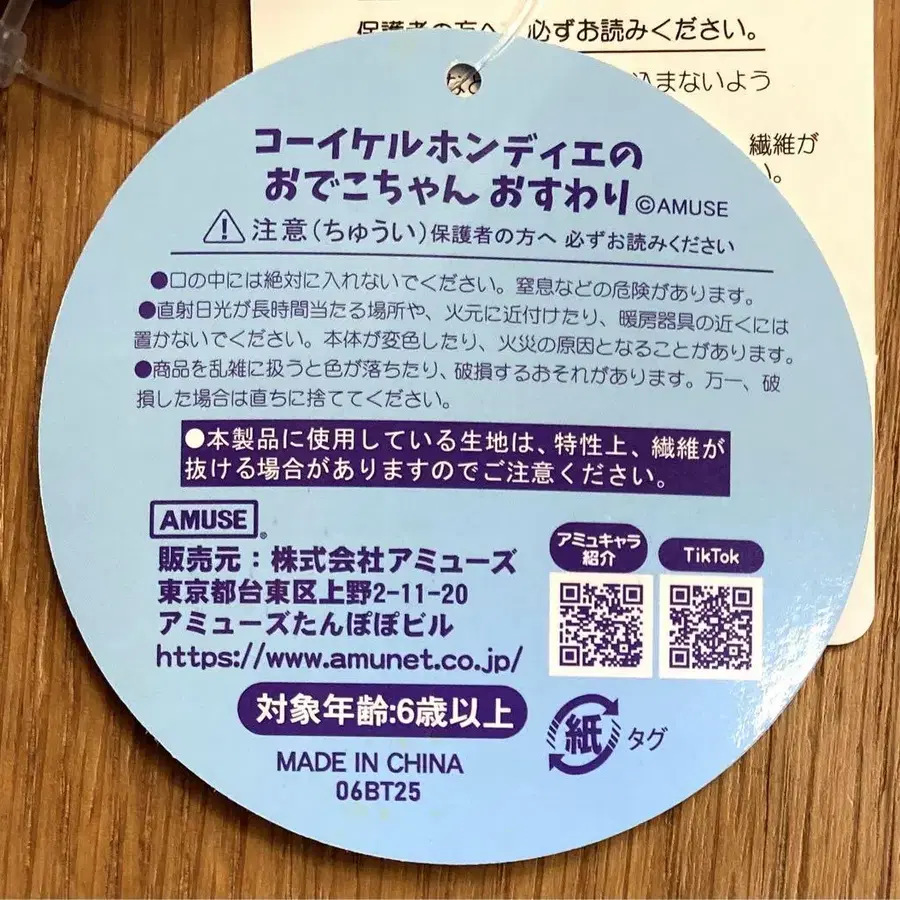 保護者の方へ 必ずお読みください。
込まないよう
繊維が
コーイケルホンディエの
おでこちゃん おすわり©AMUSE
注意(ちゅうい)保護者の方へ 必ずお読みください
●口の中には絶対に入れないでください。窒息などの危険があります。
●直射日光が長時間当たる場所や、火元に近付けたり、暖房器具の近くには
置かないでください。本体が変色したり、火災の原因となることがあります。
●商品を乱雑に扱うと色が落ちたり、破損するおそれがあります。万一、破
損した場合は直ちに捨ててください。
●本製品に使用している生地は、特性上、繊維が
抜ける場合がありますのでご注意ください。
AMUSE®
販売元：株式会社アミューズ
東京都台東区上野2-11-20
アミューズたんぽぽビル
https://www.amunet.co.jp/
アミュキャラ
紹介
TikTok
対象年齢:6歳以上
紙 タグ
MADE IN CHINA
06BT25